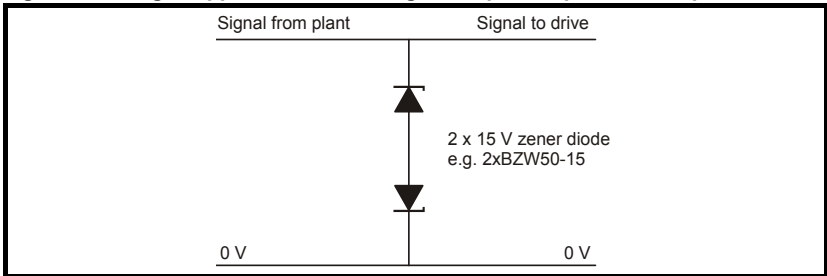 Signal from plant Signal to drive
2 x 15 V zener diode
e.g. 2xBZW50-15
0 V 0 V